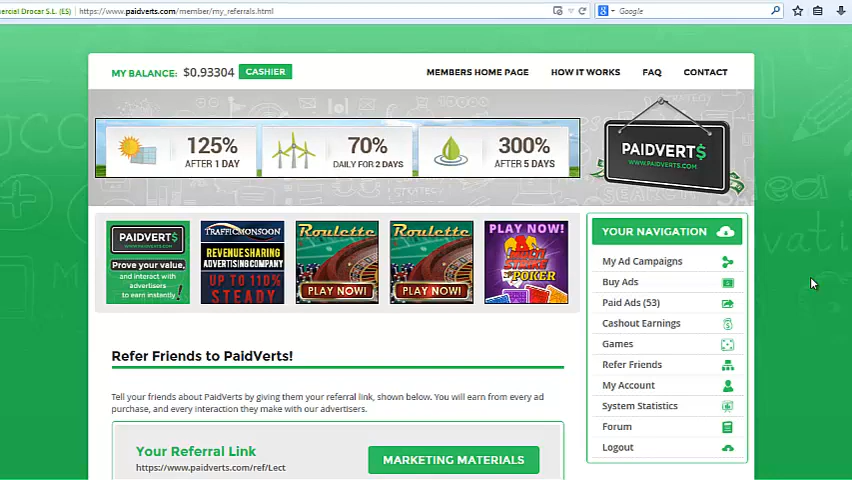 ercial Drocar S.L. (ES)
https://www.paidverts.com/member/my_referrals.html
Google
MY BALANCE: $0.93304 CASHIER
MEMBERS HOME PAGE HOW IT WORKS FAQ CONTACT
125%
AFTER 1 DAY
70%
DAILY FOR 2 DAYS
300%
AFTER 5 DAYS
PAIDVERT$
WWW.PAIDVERTS.COM
PAIDVERT$
WWW.PAIDVERTS.COM
Prove your value,
and interact with
advertisers
to earn instantly!
TRAFFICMONSOON
REVENUE SHARING
ADVERTISING COMPANY
UP TO 110%
STEADY
Roulette
PLAY NOW!
Roulette
PLAY NOW!
PLAY NOW!
MULTI
STRIKE
POKER
YOUR NAVIGATION
My Ad Campaigns
Buy Ads
Paid Ads (53)
Cashout Earnings
Games
Refer Friends
My Account
System Statistics
Forum
Logout
Refer Friends to PaidVerts!
Tell your friends about PaidVerts by giving them your referral link, shown below. You will earn from every ad
purchase, and every interaction they make with our advertisers.
Your Referral Link
https://www.paidverts.com/ref/Lect
MARKETING MATERIALS